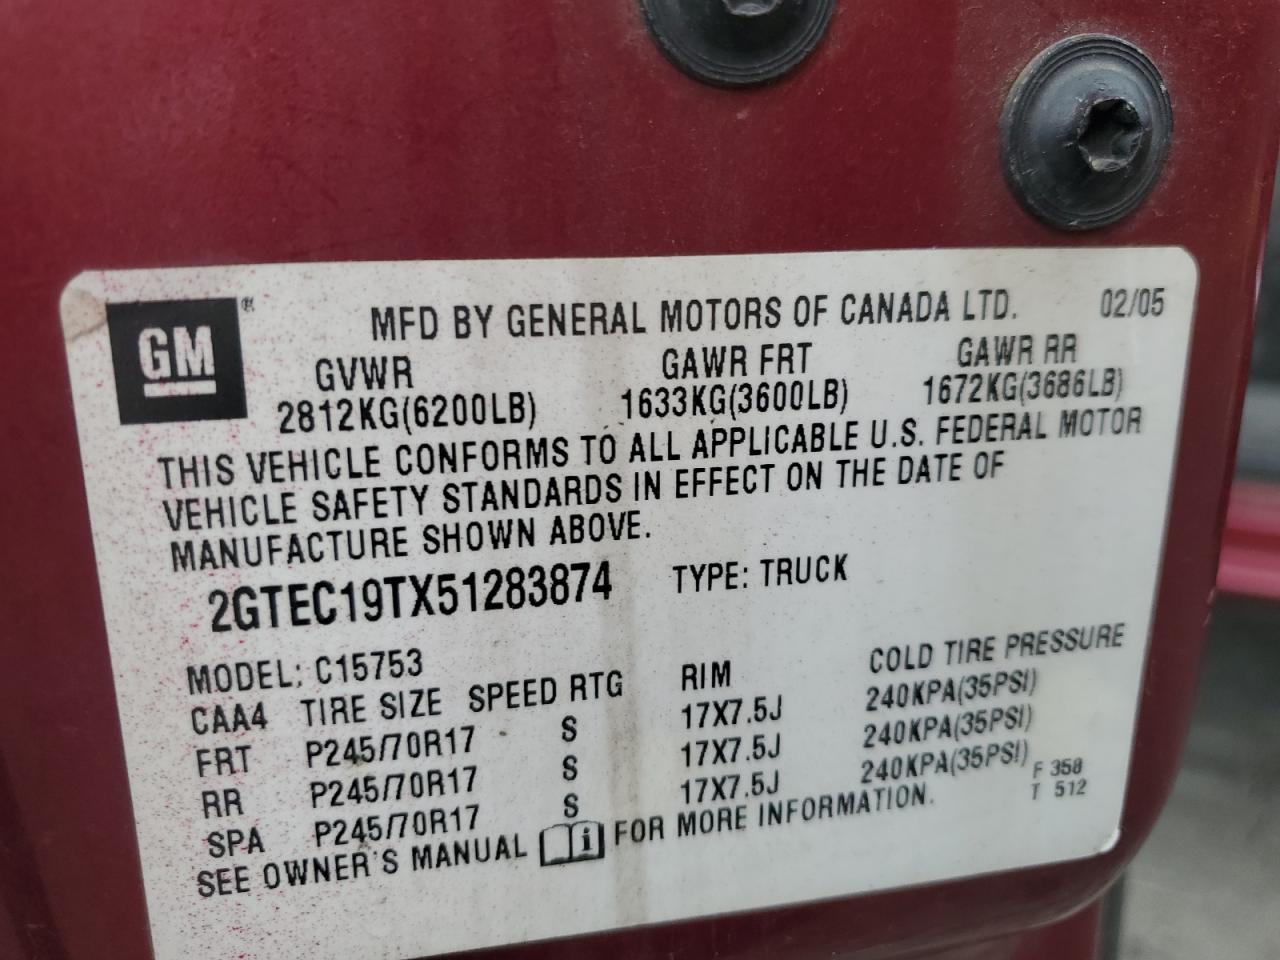 GM ® MFD BY GENERAL MOTORS OF CANADA LTD. 02/05
GVWR GAWR FRT GAWR RR
2812KG(6200LB) 1633KG(3600LB) 1672KG(3686LB)
THIS VEHICLE CONFORMS TO ALL APPLICABLE U.S. FEDERAL MOTOR
VEHICLE SAFETY STANDARDS IN EFFECT ON THE DATE OF
MANUFACTURE SHOWN ABOVE.
2GTEC19TX51283874 TYPE: TRUCK
MODEL: C15753
CAA4 TIRE SIZE SPEED RTG RIM COLD TIRE PRESSURE
FRT P245/70R17 S 17X7.5J 240KPA(35PSI)
RR P245/70R17 S 17X7.5J 240KPA(35PSI)
SPA P245/70R17 S 17X7.5J 240KPA(35PSI)
F 358
T 512
SEE OWNER'S MANUAL i FOR MORE INFORMATION.